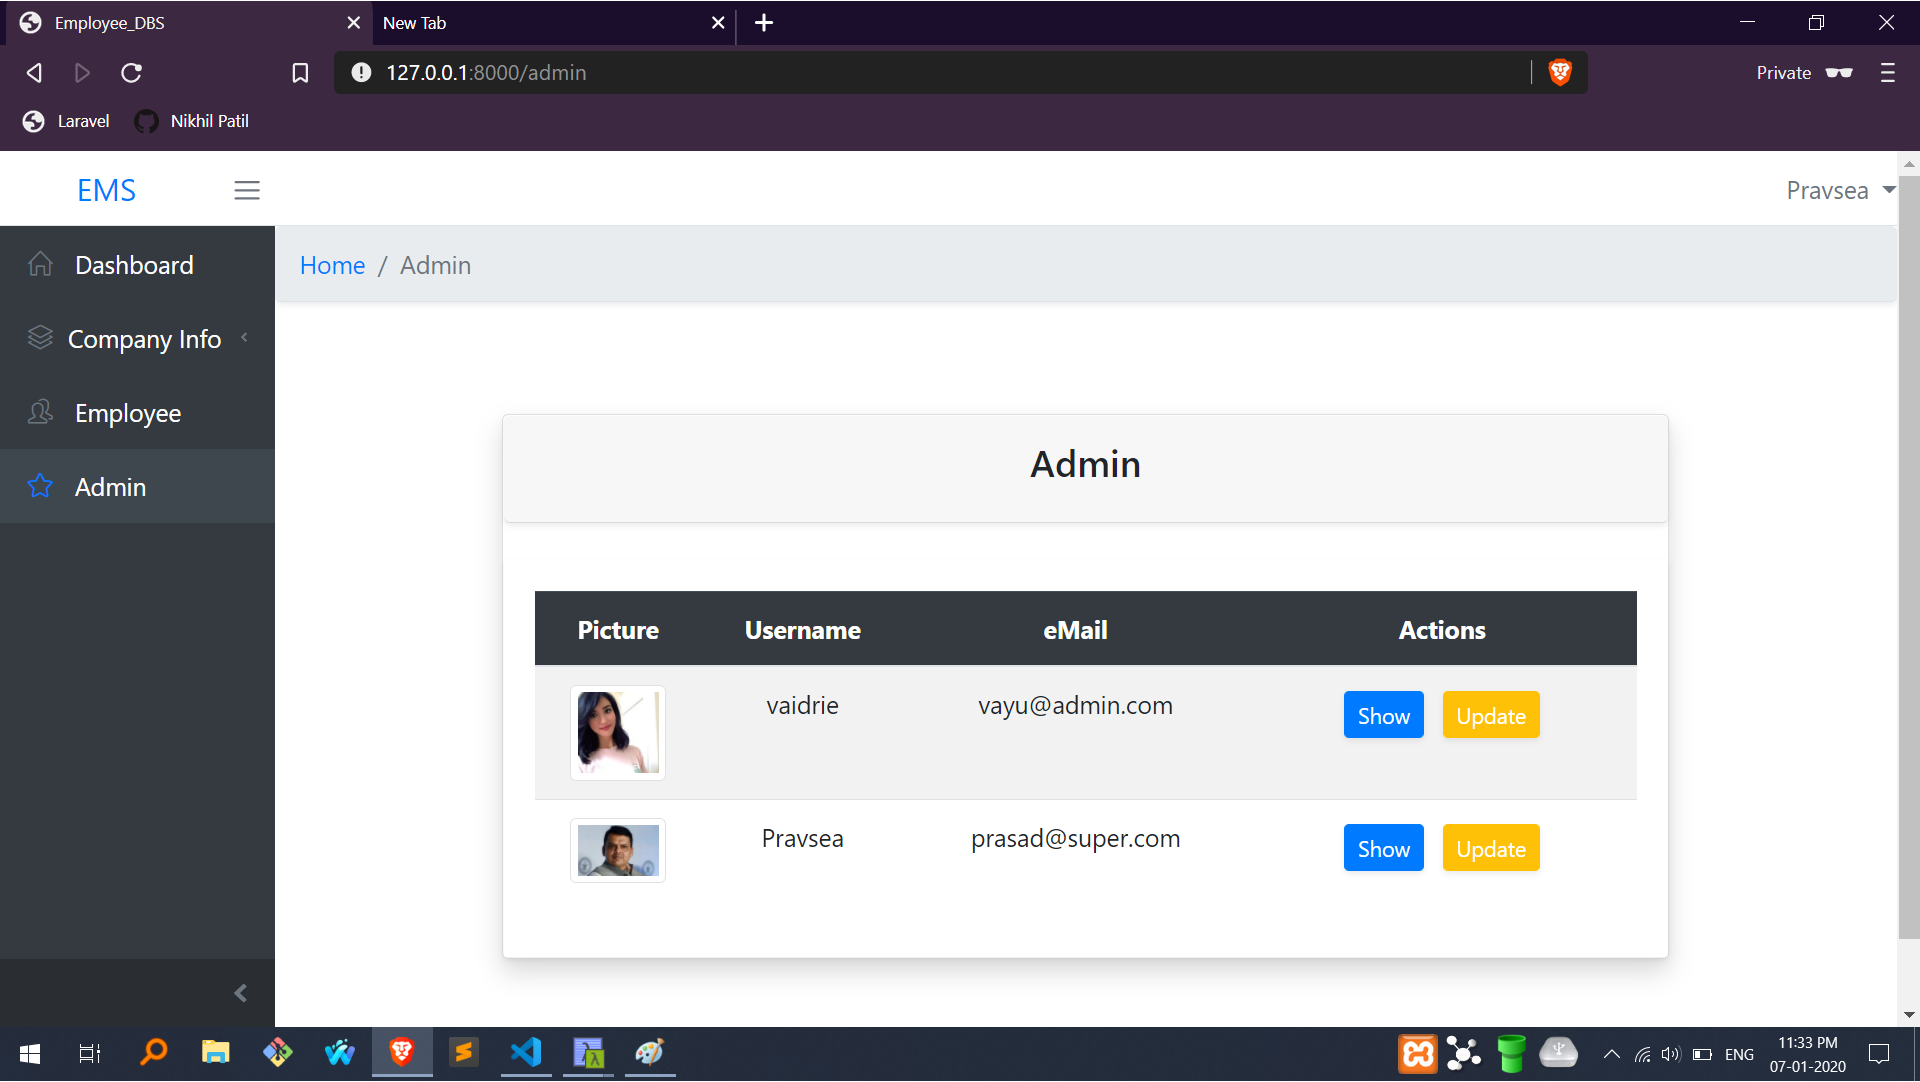 Employee_DBS
New Tab
127.0.0.1:8000/admin
Private
Laravel
Nikhil Patil
EMS
Pravsea
Dashboard
Company Info
Employee
Admin
Home / Admin
Admin
Picture Username eMail Actions
vaidrie vayu@admin.com Show Update
Pravsea prasad@super.com Show Update
ENG
11:33 PM
07-01-2020